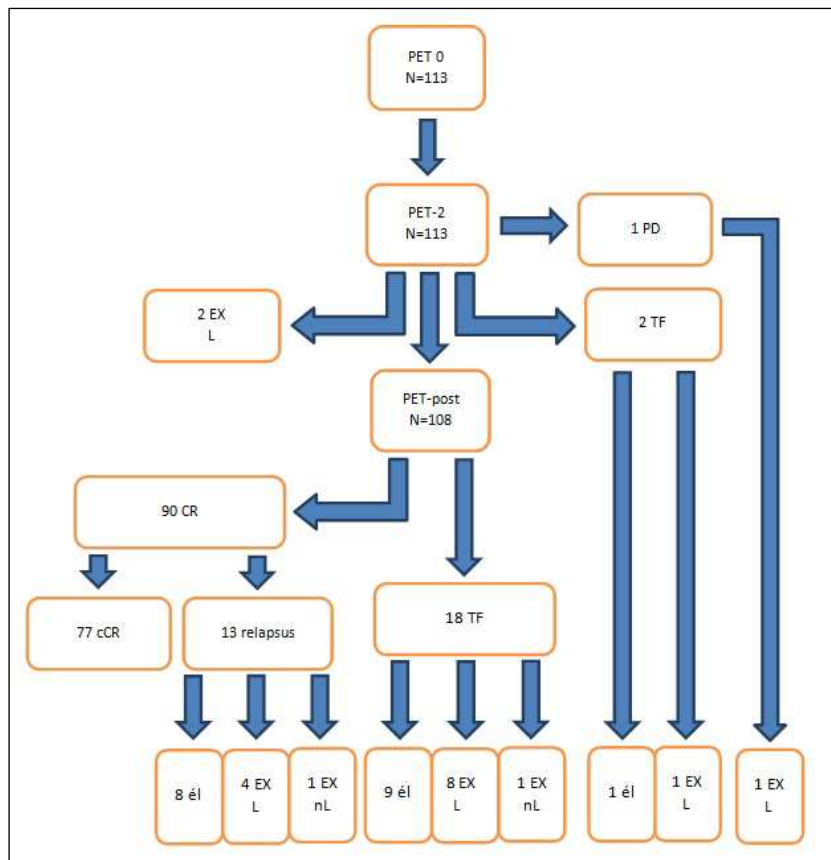 PET 0
N=113
PET-2
N=113
1 PD
2 EX
L
2 TF
PET-post
N=108
90 CR
77 cCR
13 relapsus
18 TF
8 él
4 EX
L
1 EX
nL
9 él
8 EX
L
1 EX
nL
1 él
1 EX
L
1 EX
L